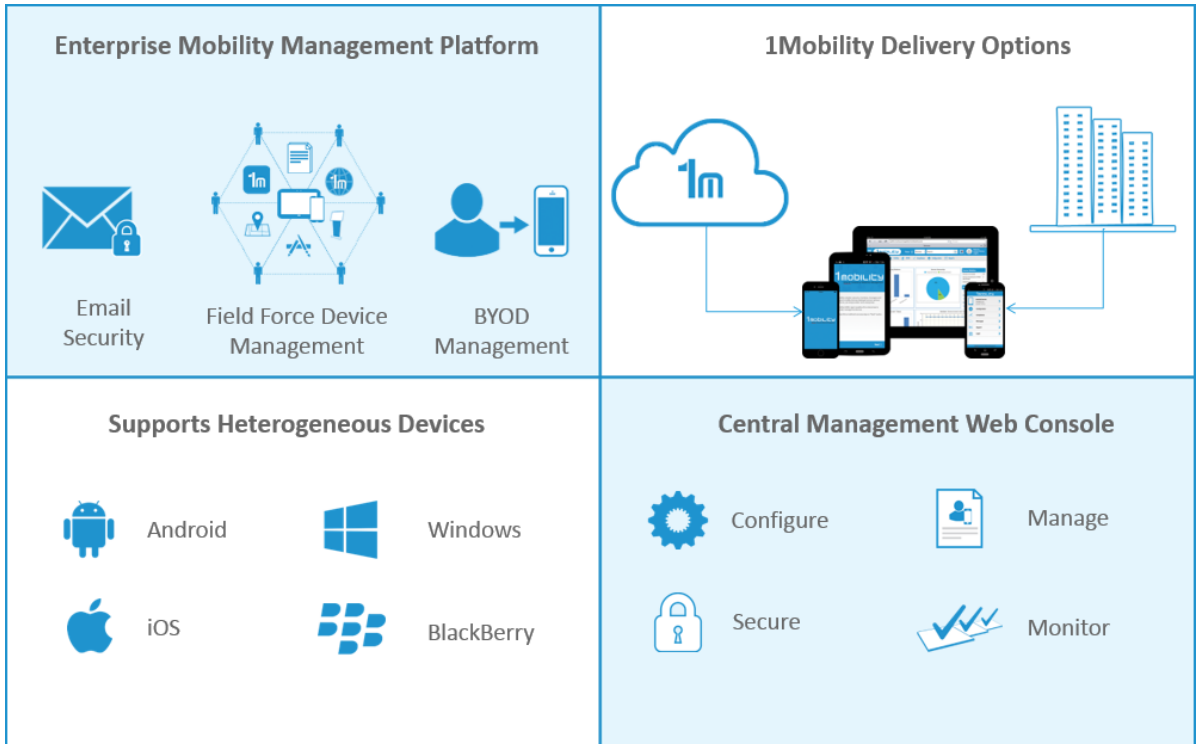 Enterprise Mobility Management Platform
Email
Security
Field Force Device
Management
BYOD
Management
1Mobility Delivery Options
1m
1m
1mobility
1mobility
Supports Heterogeneous Devices
Android
Windows
iOS
BlackBerry
Central Management Web Console
Configure
Manage
Secure
Monitor